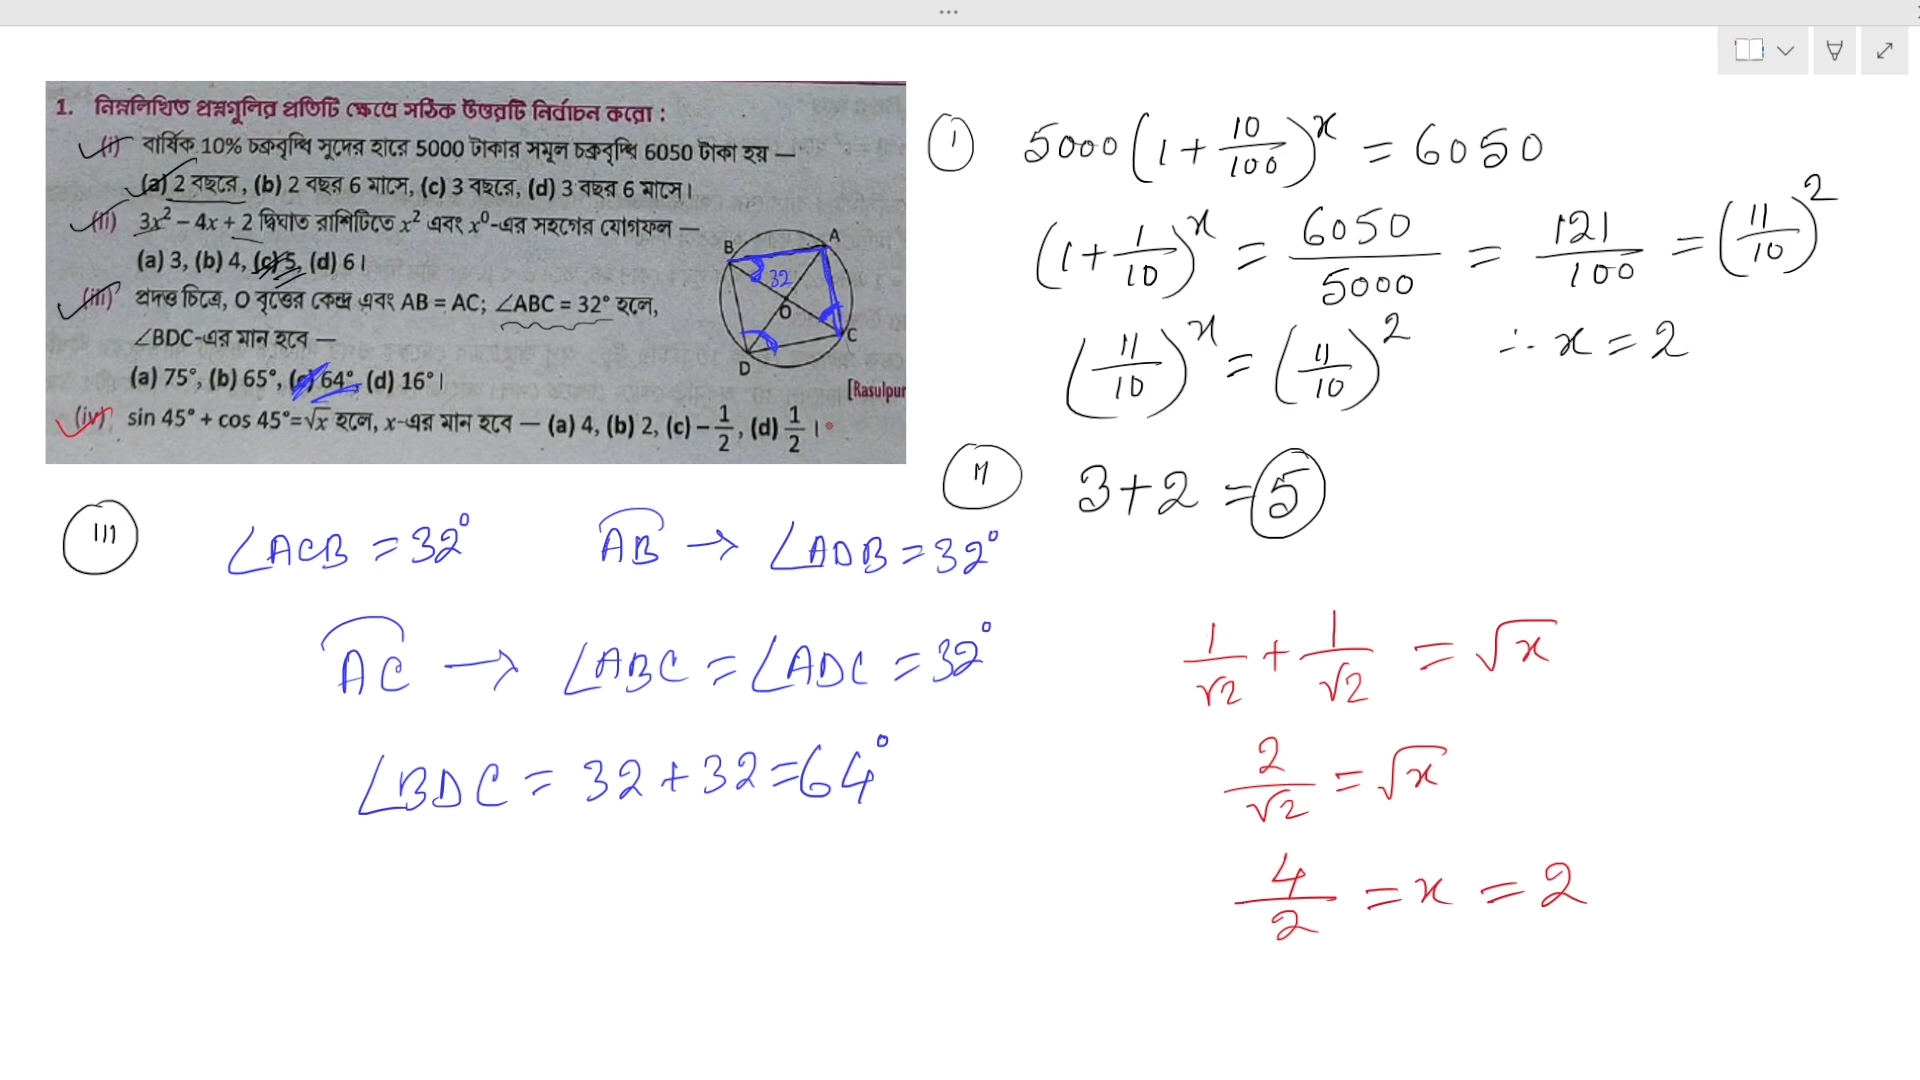 1. নিম্নলিখিত প্রশ্নগুলির প্রতিটি ক্ষেত্রে সঠিক উত্তরটি নির্বাচন করো :
(i) বার্ষিক 10% চক্রবৃদ্ধি সুদের হারে 5000 টাকার সমূল চক্রবৃদ্ধি 6050 টাকা হয় —
(a) 2 বছরে, (b) 2 বছর 6 মাসে, (c) 3 বছরে, (d) 3 বছর 6 মাসে।
(ii) 3x² – 4x + 2 দ্বিঘাত রাশিটিতে x² এবং x⁰-এর সহগের যোগফল —
(a) 3, (b) 4, (c) 5, (d) 6।
(iii) প্রদত্ত চিত্রে, O বৃত্তের কেন্দ্র এবং AB = AC; ∠ABC = 32° হলে,
∠BDC-এর মান হবে —
(a) 75°, (b) 65°, (c) 64°, (d) 16°।
[Rasulpur
(iv) sin 45° + cos 45°=√x হলে, x-এর মান হবে — (a) 4, (b) 2, (c) –1/2, (d) 1/2।
B A
32
O
C
D
(i) 5000(1+10/100)^x = 6050
(1+1/10)^x = 6050/5000 = 121/100 = (11/10)²
(11/10)^x = (11/10)² ∴ x = 2
(ii) 3+2 = 5
(iii) ∠ACB = 32° AB → ∠ADB = 32°
AC → ∠ABC = ∠ADC = 32°
∠BDC = 32+32=64°
1/√2 + 1/√2 = √x
2/√2 = √x
4/2 = x = 2